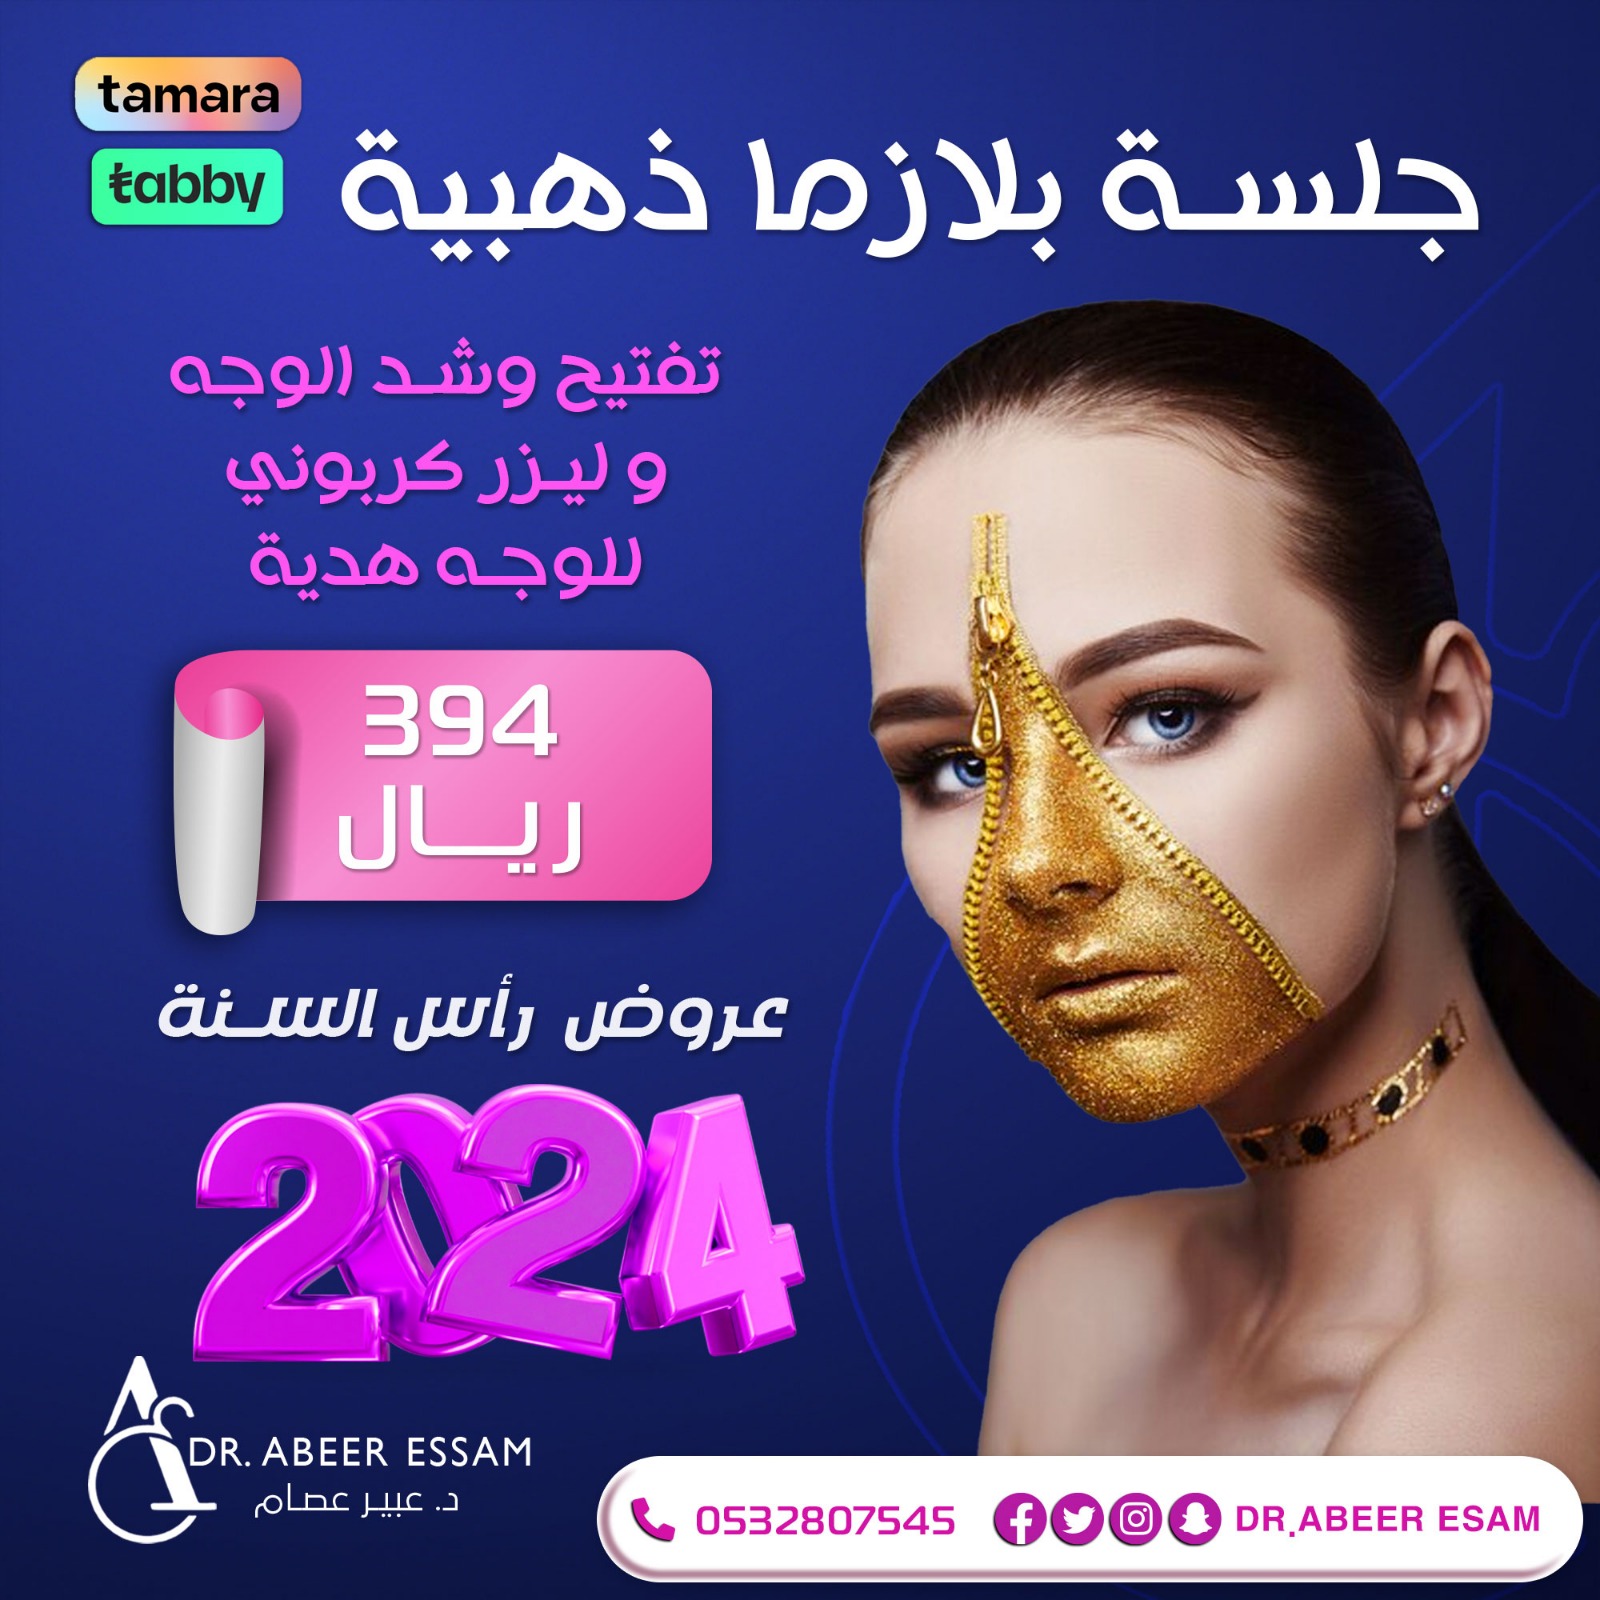 tamara
tabby
جلسة بلازما ذهبية
تفتيح وشد الوجه
و ليزر كربوني
للوجه هدية
394
ريال
عروض رأس السنة
2024
DR. ABEER ESSAM
د. عبير عصام
0532807545
DR.ABEER ESAM